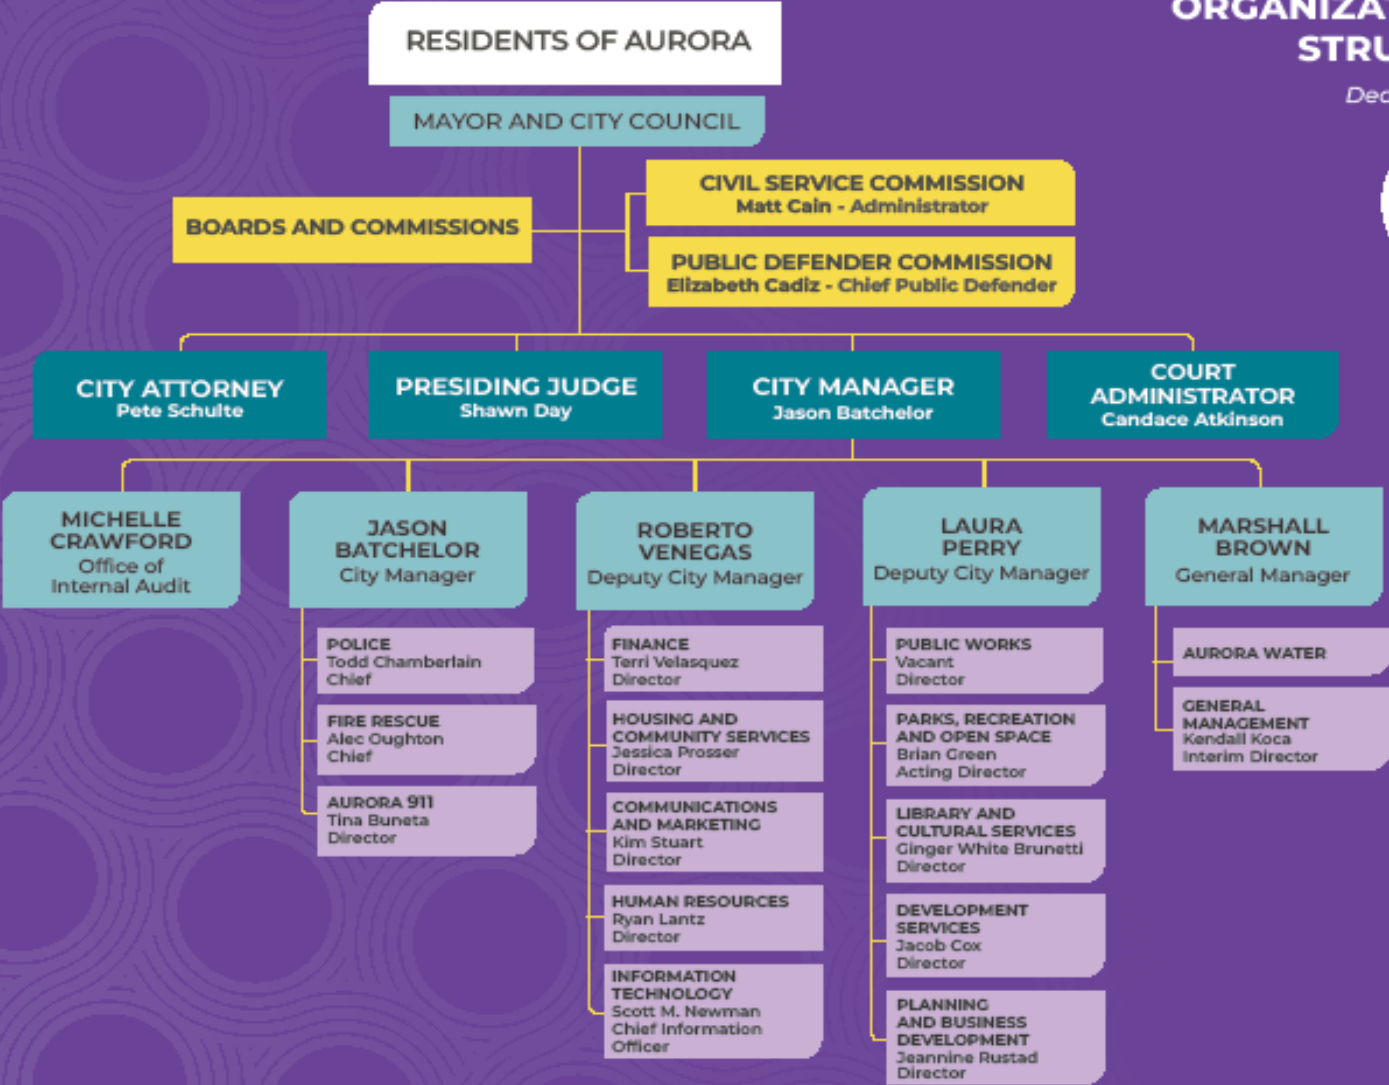 ORGANIZA
STRU
Dec
RESIDENTS OF AURORA
MAYOR AND CITY COUNCIL
BOARDS AND COMMISSIONS
CIVIL SERVICE COMMISSION
Matt Cain - Administrator
PUBLIC DEFENDER COMMISSION
Elizabeth Cadiz - Chief Public Defender
CITY ATTORNEY
Pete Schulte
PRESIDING JUDGE
Shawn Day
CITY MANAGER
Jason Batchelor
COURT
ADMINISTRATOR
Candace Atkinson
MICHELLE
CRAWFORD
Office of
Internal Audit
JASON
BATCHELOR
City Manager
POLICE
Todd Chamberlain
Chief
FIRE RESCUE
Alec Oughton
Chief
AURORA 911
Tina Buneta
Director
ROBERTO
VENEGAS
Deputy City Manager
FINANCE
Terri Velasquez
Director
HOUSING AND
COMMUNITY SERVICES
Jessica Prosser
Director
COMMUNICATIONS
AND MARKETING
Kim Stuart
Director
HUMAN RESOURCES
Ryan Lantz
Director
INFORMATION
TECHNOLOGY
Scott M. Newman
Chief Information
Officer
LAURA
PERRY
Deputy City Manager
PUBLIC WORKS
Vacant
Director
PARKS, RECREATION
AND OPEN SPACE
Brian Green
Acting Director
LIBRARY AND
CULTURAL SERVICES
Ginger White Brunetti
Director
DEVELOPMENT
SERVICES
Jacob Cox
Director
PLANNING
AND BUSINESS
DEVELOPMENT
Jeannine Rustad
Director
MARSHALL
BROWN
General Manager
AURORA WATER
GENERAL
MANAGEMENT
Kendall Koca
Interim Director